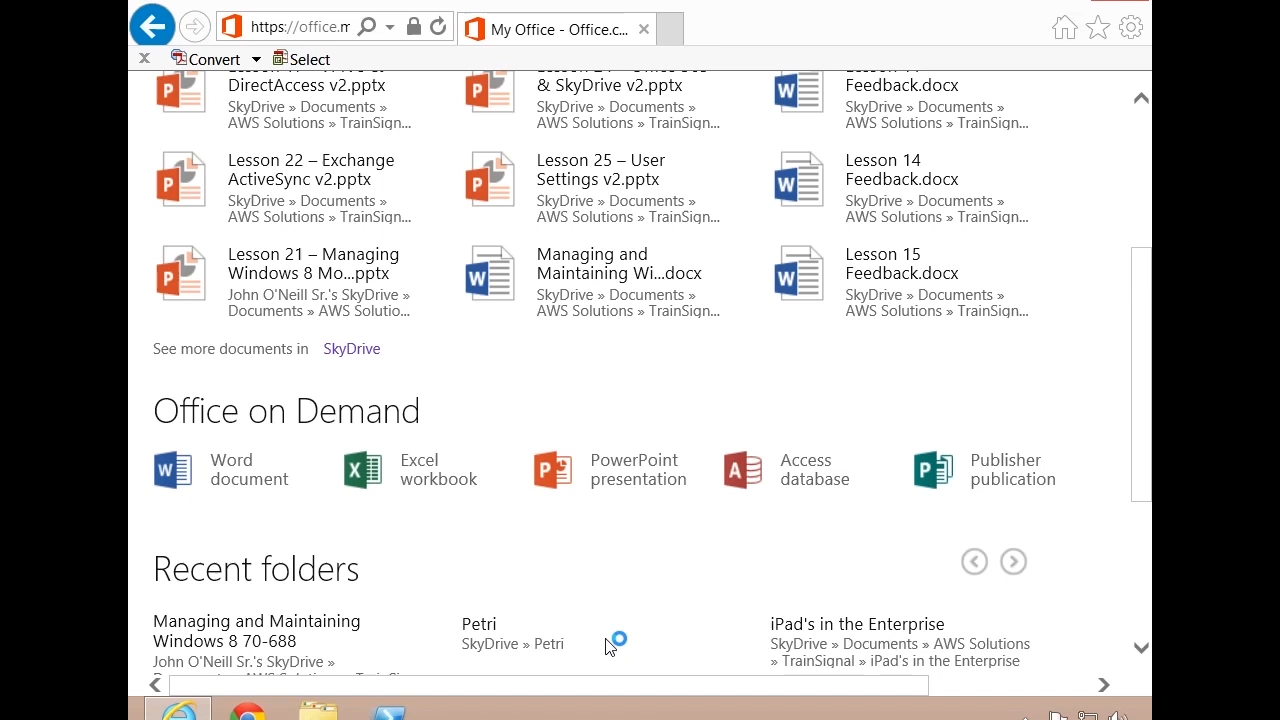 https://office.m
My Office - Office.c...
Convert
Select
DirectAccess v2.pptx
SkyDrive » Documents »
AWS Solutions » TrainSign...
& SkyDrive v2.pptx
SkyDrive » Documents »
AWS Solutions » TrainSign...
Feedback.docx
SkyDrive » Documents »
AWS Solutions » TrainSign...
Lesson 22 – Exchange
ActiveSync v2.pptx
SkyDrive » Documents »
AWS Solutions » TrainSign...
Lesson 25 – User
Settings v2.pptx
SkyDrive » Documents »
AWS Solutions » TrainSign...
Lesson 14
Feedback.docx
SkyDrive » Documents »
AWS Solutions » TrainSign...
Lesson 21 – Managing
Windows 8 Mo...pptx
John O'Neill Sr.'s SkyDrive »
Documents » AWS Solutio...
Managing and
Maintaining Wi...docx
SkyDrive » Documents »
AWS Solutions » TrainSign...
Lesson 15
Feedback.docx
SkyDrive » Documents »
AWS Solutions » TrainSign...
See more documents in SkyDrive
Office on Demand
Word
document
Excel
workbook
PowerPoint
presentation
Access
database
Publisher
publication
Recent folders
Managing and Maintaining
Windows 8 70-688
John O'Neill Sr.'s SkyDrive »
Petri
SkyDrive » Petri
iPad's in the Enterprise
SkyDrive » Documents » AWS Solutions
» TrainSignal » iPad's in the Enterprise